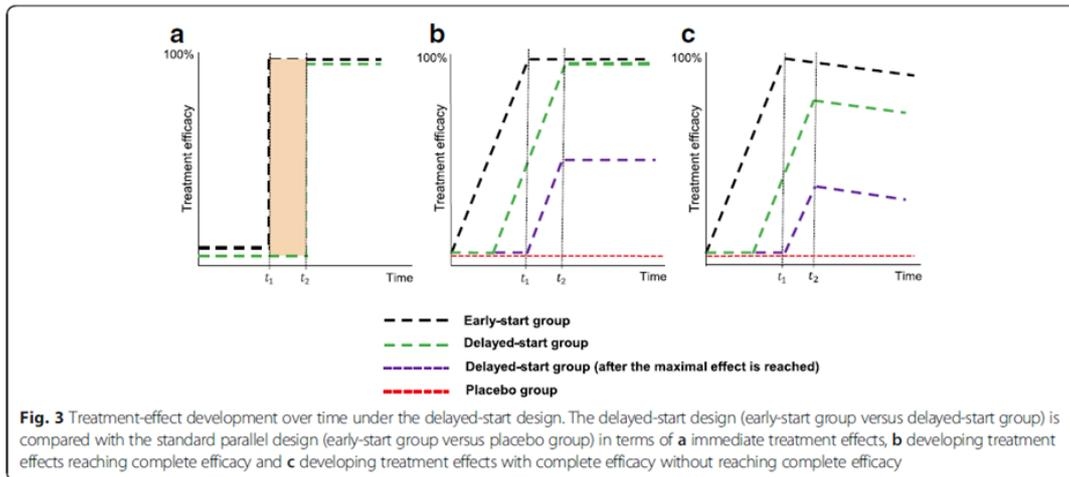 a
b
c
100%
100%
100%
Treatment efficacy
Treatment efficacy
Treatment efficacy
t1
t2
Time
t1
t2
Time
t1
t2
Time
Early-start group
Delayed-start group
Delayed-start group (after the maximal effect is reached)
Placebo group
Fig. 3 Treatment-effect development over time under the delayed-start design. The delayed-start design (early-start group versus delayed-start group) is
compared with the standard parallel design (early-start group versus placebo group) in terms of a immediate treatment effects, b developing treatment
effects reaching complete efficacy and c developing treatment effects with complete efficacy without reaching complete efficacy